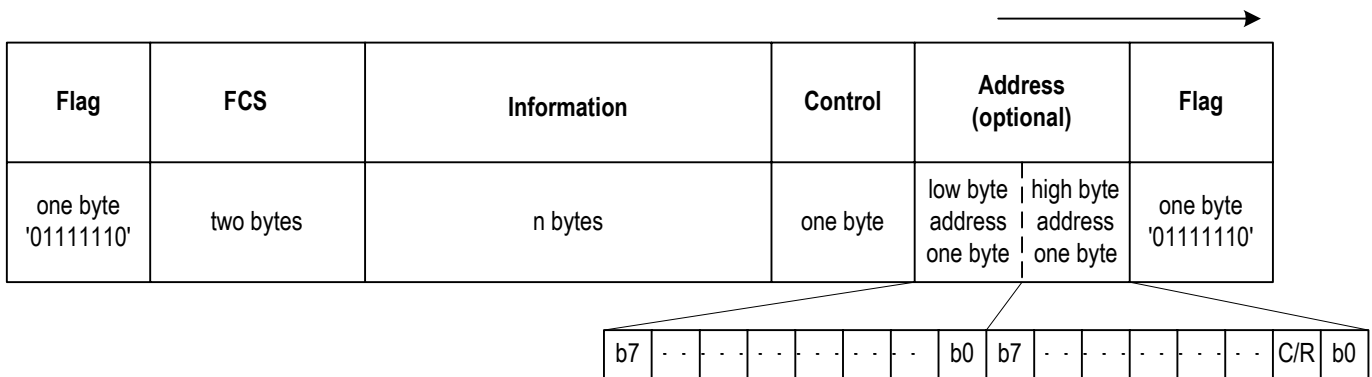 Flag
FCS
Information
Control
Address
(optional)
Flag
one byte
'01111110'
two bytes
n bytes
one byte
low byte
address
one byte
high byte
address
one byte
one byte
'01111110'
b7 b0 b7 C/R b0